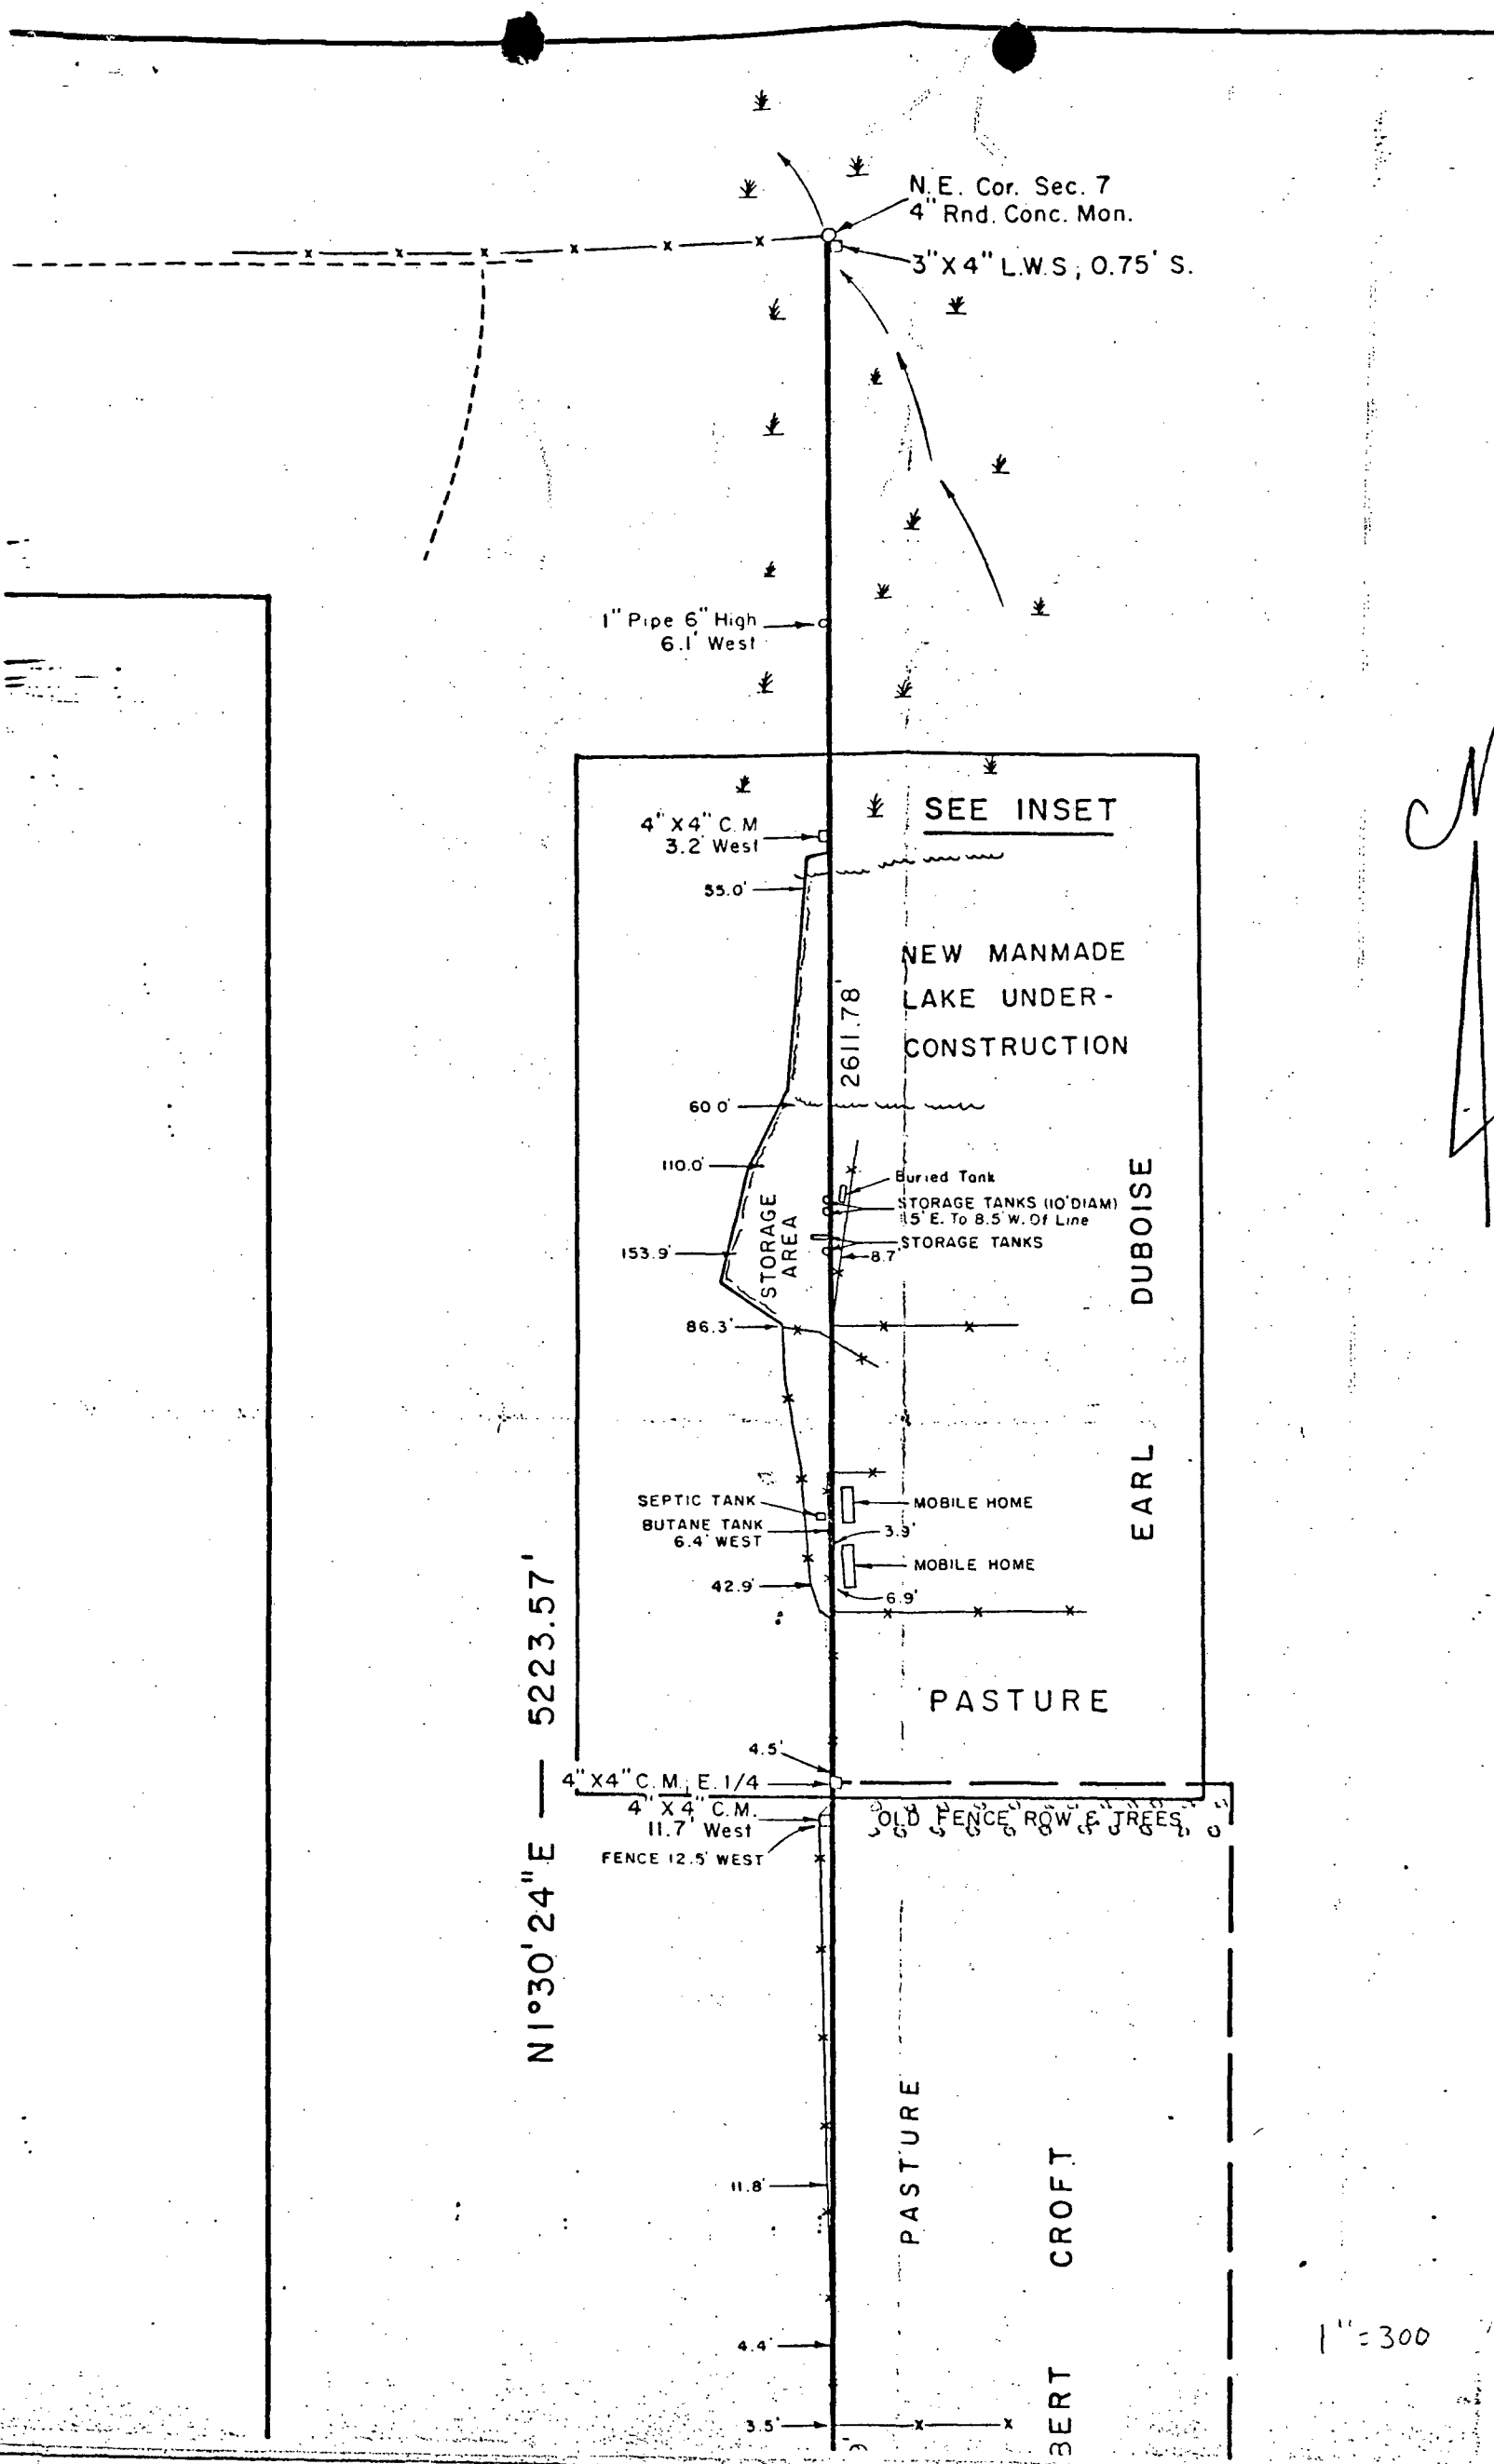 N.E. Cor. Sec. 7
4" Rnd. Conc. Mon.
3"X4" L.W.S; 0.75' S.
1" Pipe 6" High
6.1' West
SEE INSET
4"X4" C.M
3.2' West
55.0'
N
NEW MANMADE
LAKE UNDER-
CONSTRUCTION
2611.78'
60.0'
110.0'
Buried Tank
STORAGE TANKS (10'DIAM)
1.5' E. To 8.5' W. Of Line
STORAGE TANKS
8.7'
STORAGE
AREA
153.9'
86.3'
EARL DUBOISE
SEPTIC TANK
MOBILE HOME
BUTANE TANK
6.4' WEST
3.9'
MOBILE HOME
42.9'
6.9'
PASTURE
N1°30'24"E — 5223.57'
4.5'
4"X4" C.M.; E. 1/4
4" X 4" C.M.
11.7' West
OLD FENCE ROW & TREES
FENCE 12.5' WEST
PASTURE
11.8'
BERT CROFT
4.4'
3.5'
1"=300